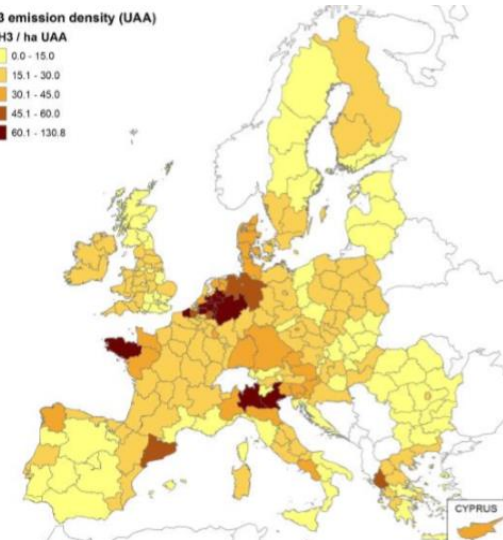 3 emission density (UAA)
H3 / ha UAA
0.0 - 15.0
15.1 - 30.0
30.1 - 45.0
45.1 - 60.0
60.1 - 130.8
CYPRUS